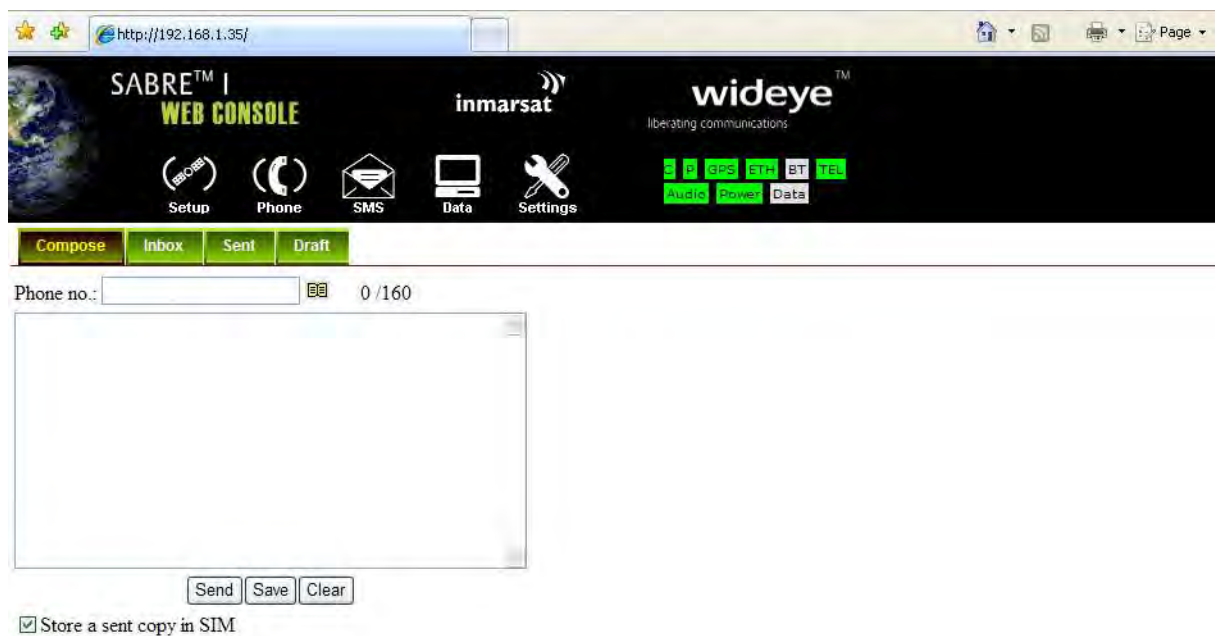 http://192.168.1.35/
Page
SABRE™ I
WEB CONSOLE
inmarsat
wideye™
liberating communications
Setup Phone SMS Data Settings
C P GPS ETH BT TEL
Audio Power Data
Compose Inbox Sent Draft
Phone no.: 0 /160
Send Save Clear
Store a sent copy in SIM